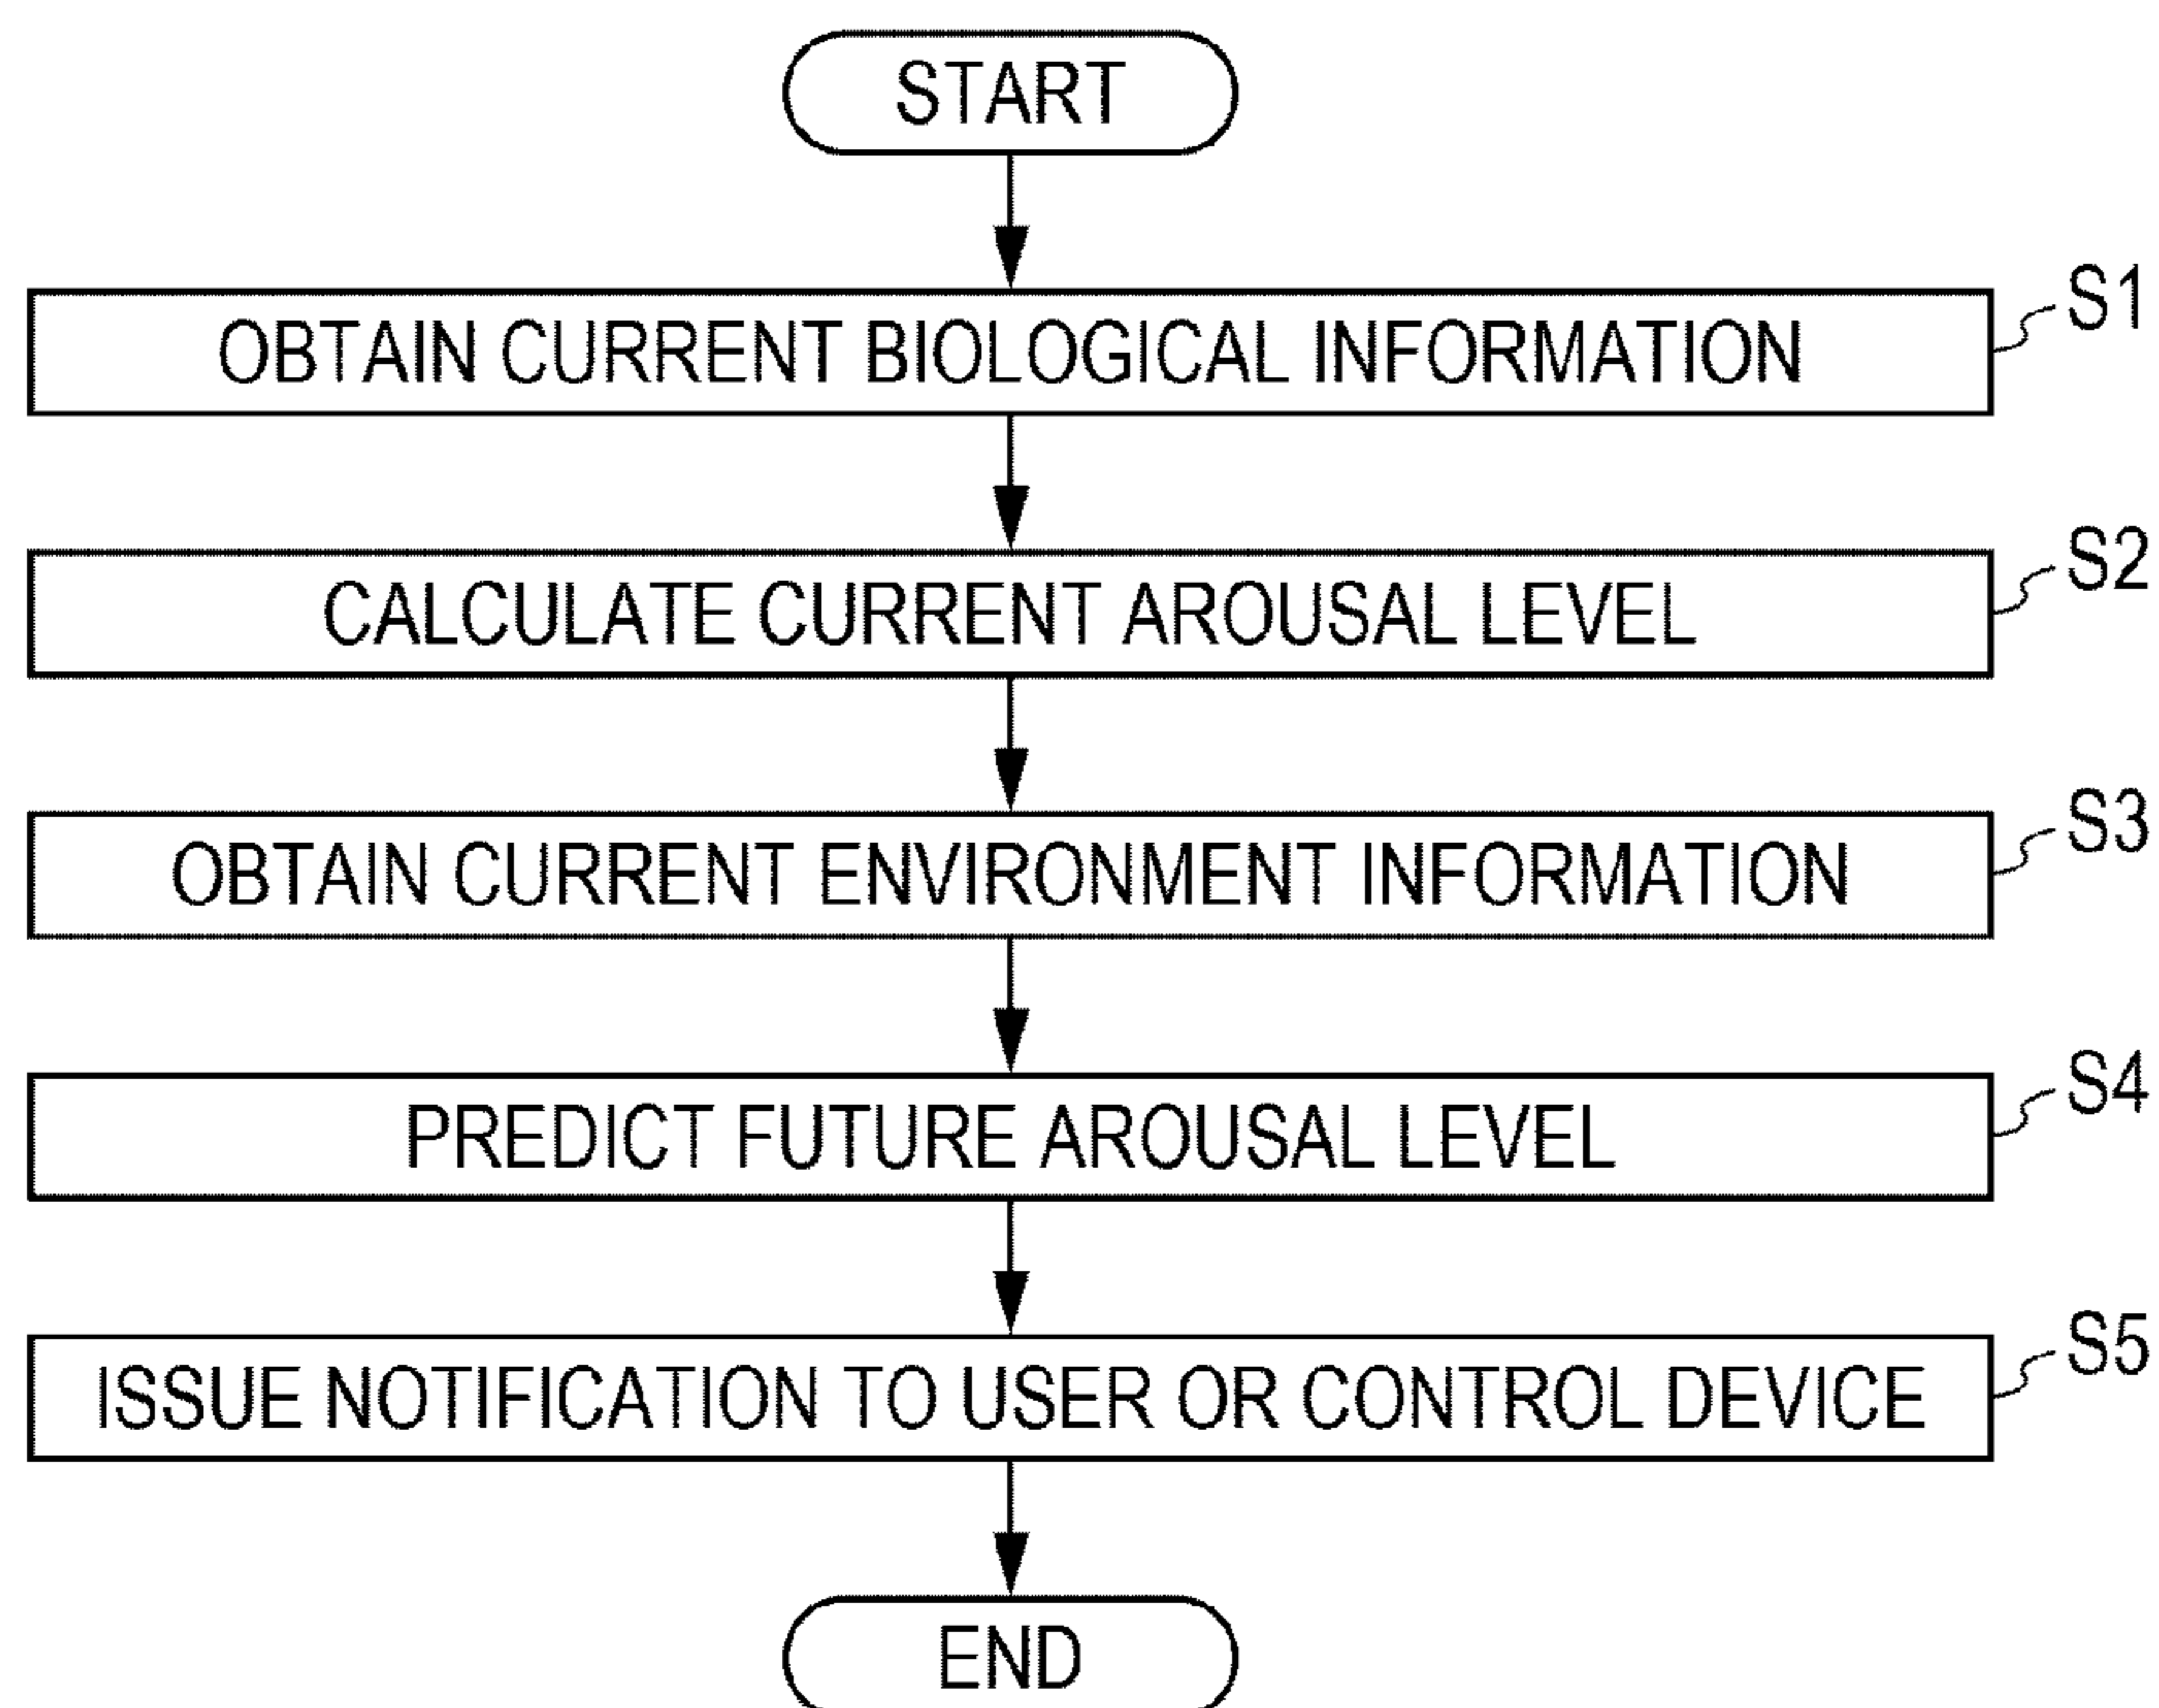 START
OBTAIN CURRENT BIOLOGICAL INFORMATION
S1
CALCULATE CURRENT AROUSAL LEVEL
S2
OBTAIN CURRENT ENVIRONMENT INFORMATION
S3
PREDICT FUTURE AROUSAL LEVEL
S4
ISSUE NOTIFICATION TO USER OR CONTROL DEVICE
S5
END